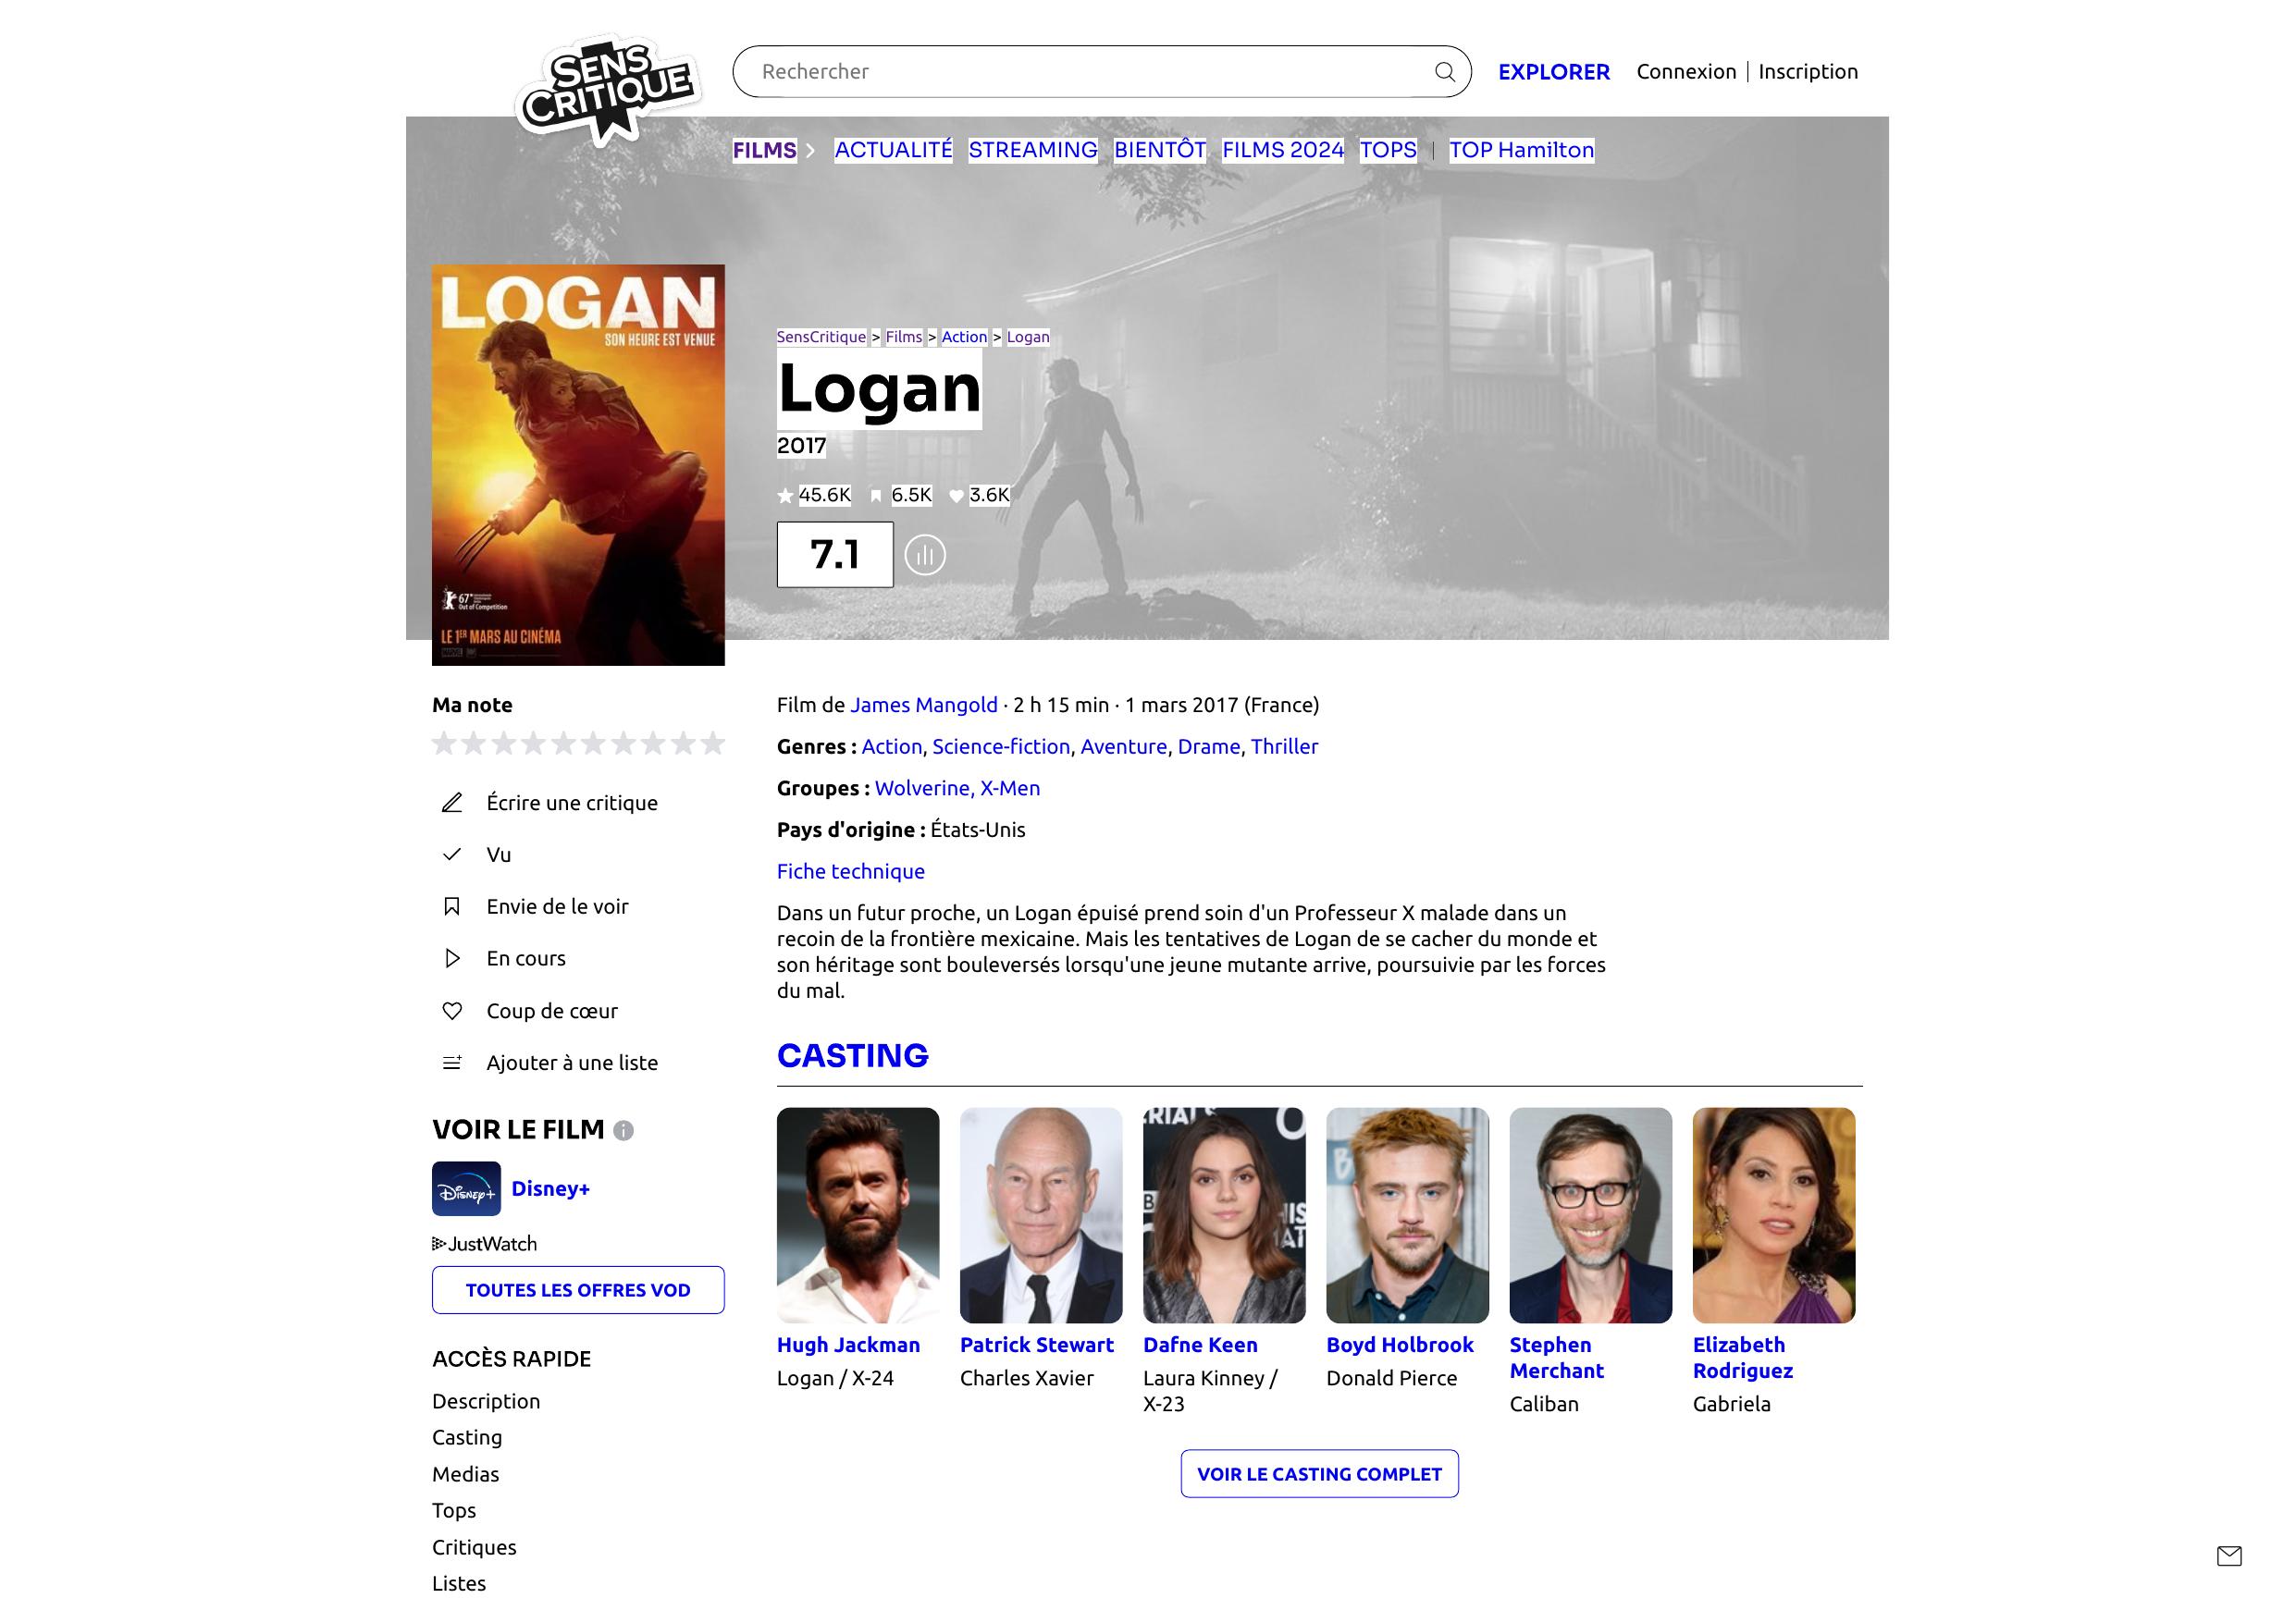 SENS
CRITIQUE
Rechercher
EXPLORER
Connexion | Inscription
FILMS ACTUALITÉ STREAMING BIENTÔT FILMS 2024 TOPS | TOP Hamilton
LOGAN
SON HEURE EST VENUE
67
Out of Competition
LE 1ER MARS AU CINÉMA
MARVEL
SensCritique > Films > Action > Logan
Logan
2017
45.6K 6.5K 3.6K
7.1
Ma note
Écrire une critique
Vu
Envie de le voir
En cours
Coup de cœur
Ajouter à une liste
VOIR LE FILM
Disney+
Disney+
JustWatch
TOUTES LES OFFRES VOD
ACCÈS RAPIDE
Description
Casting
Medias
Tops
Critiques
Listes
Film de James Mangold · 2 h 15 min · 1 mars 2017 (France)
Genres : Action, Science-fiction, Aventure, Drame, Thriller
Groupes : Wolverine, X-Men
Pays d'origine : États-Unis
Fiche technique
Dans un futur proche, un Logan épuisé prend soin d'un Professeur X malade dans un
recoin de la frontière mexicaine. Mais les tentatives de Logan de se cacher du monde et
son héritage sont bouleversés lorsqu'une jeune mutante arrive, poursuivie par les forces
du mal.
CASTING
Hugh Jackman
Logan / X-24
Patrick Stewart
Charles Xavier
Dafne Keen
Laura Kinney /
X-23
Boyd Holbrook
Donald Pierce
Stephen
Merchant
Caliban
Elizabeth
Rodriguez
Gabriela
VOIR LE CASTING COMPLET